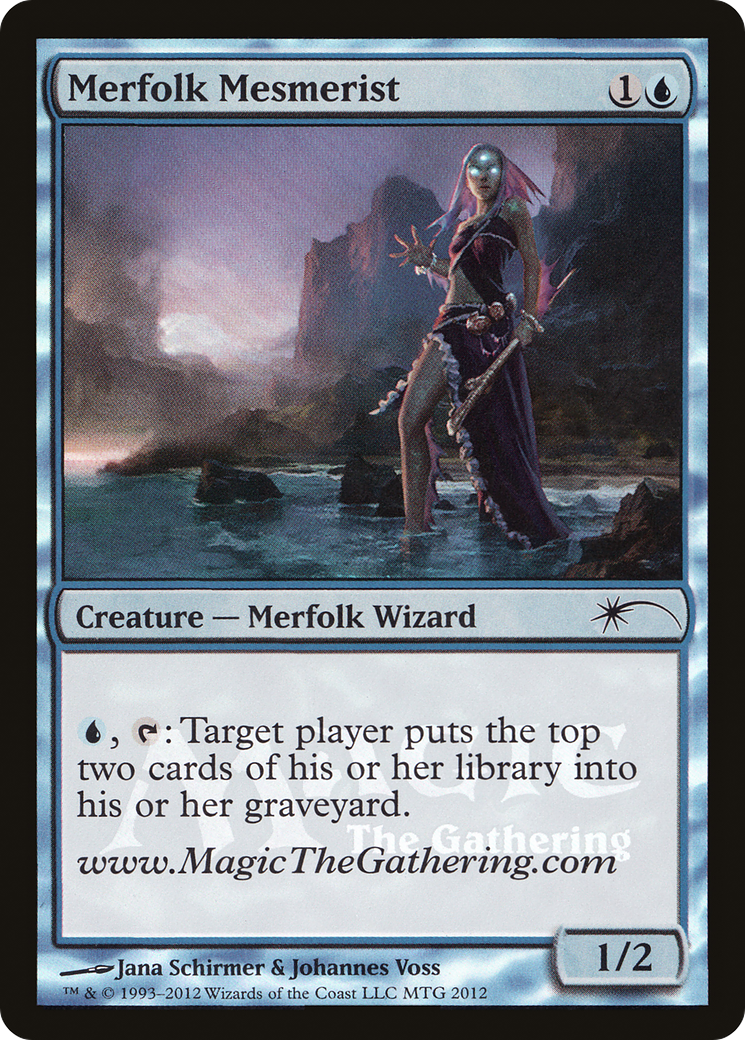 Merfolk Mesmerist 1
Creature — Merfolk Wizard
, : Target player puts the top
two cards of his or her library into
his or her graveyard.
MAGIC
The Gathering
www.MagicTheGathering.com
1/2
Jana Schirmer & Johannes Voss
™ & © 1993–2012 Wizards of the Coast LLC MTG 2012